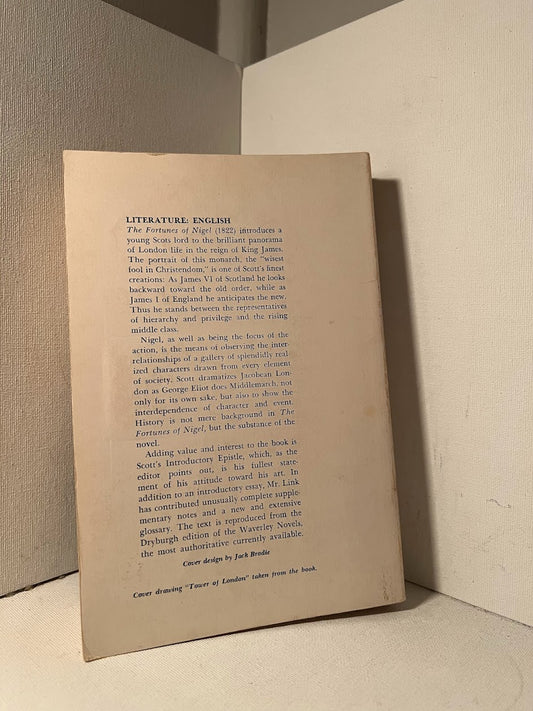 LITERATURE: ENGLISH
The Fortunes of Nigel (1822) introduces a
young Scots lord to the brilliant panorama
of London life in the reign of King James.
The portrait of this monarch, the "wisest
fool in Christendom," is one of Scott's finest
creations: As James VI of Scotland he looks
backward toward the old order, while as
James I of England he anticipates the new.
Thus he stands between the representatives
of hierarchy and privilege and the rising
middle class.
Nigel, as well as being the focus of the
action, is the means of observing the inter-
relationships of a gallery of splendidly real
ized characters drawn from every element
of society. Scott dramatizes Jacobean Lon-
don as George Eliot does Middlemarch, not
only for its own sake, but also to show the
interdependence of character and event.
History is not mere background in The
Fortunes of Nigel, but the substance of the
novel.
Adding value and interest to the book is
Scott's Introductory Epistle, which, as the
editor points out, is his fullest state-
ment of his attitude toward his art. In
addition to an introductory essay, Mr. Link
has contributed unusually complete supple-
mentary notes and a new and extensive
glossary. The text is reproduced from the
Dryburgh edition of the Waverley Novels,
the most authoritative currently available.
Cover design by Jack Brodie
Cover drawing "Tower of London" taken from the book.